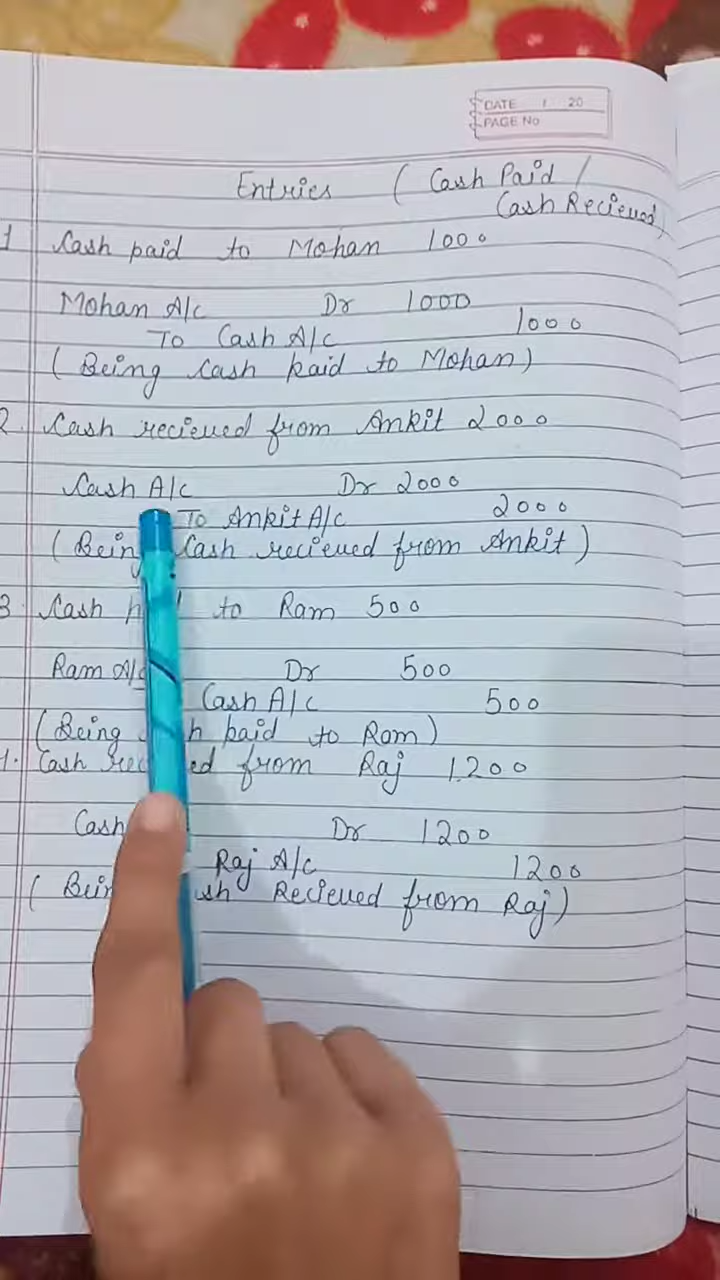 DATE / 20
PAGE No
Entries ( Cash Paid /
Cash Recieved)
1 Cash paid to Mohan 1000
Mohan A/c Dr 1000
To Cash A/c 1000
( Being Cash paid to Mohan )
2. Cash recieved from Ankit 2000
Cash A/c Dr 2000
To Ankit A/c 2000
( Being Cash recieved from Ankit )
3 Cash to Ram 500
Ram A/c Dr 500
Cash A/c 500
( Being paid to Ram )
Cash from Raj 1200
Cash Dr 1200
Raj A/c 1200
( Recieved from Raj )